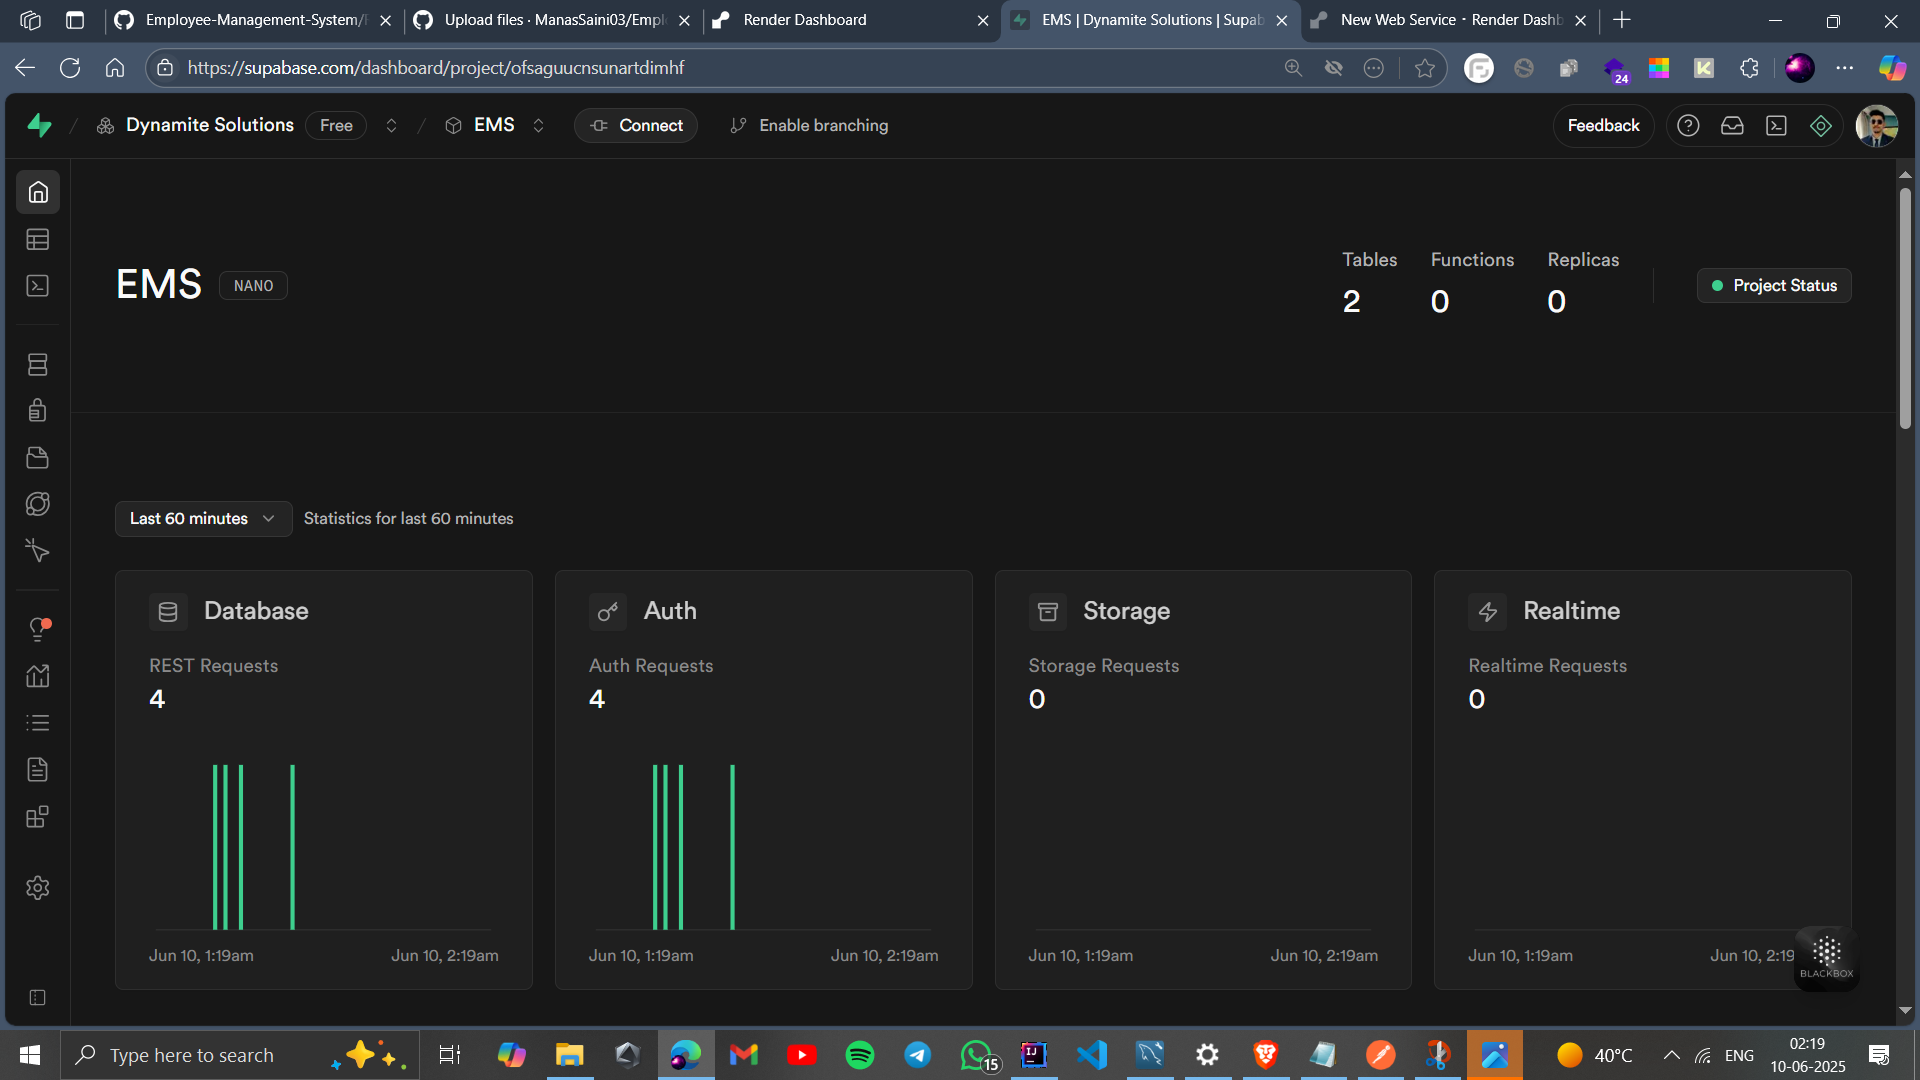 Employee-Management-System/
Upload files · ManasSaini03/Empl
Render Dashboard
EMS | Dynamite Solutions | Supab
New Web Service · Render Dashb
https://supabase.com/dashboard/project/ofsaguucnsunartdimhf
24
Dynamite Solutions
Free
EMS
Connect
Enable branching
Feedback
EMS
NANO
Tables
Functions
Replicas
2
0
0
Project Status
Last 60 minutes
Statistics for last 60 minutes
Database
REST Requests
4
Jun 10, 1:19am
Jun 10, 2:19am
Auth
Auth Requests
4
Jun 10, 1:19am
Jun 10, 2:19am
Storage
Storage Requests
0
Jun 10, 1:19am
Jun 10, 2:19am
Realtime
Realtime Requests
0
Jun 10, 1:19am
Jun 10, 2:19
BLACKBOX
Type here to search
15
40°C
ENG
02:19
10-06-2025